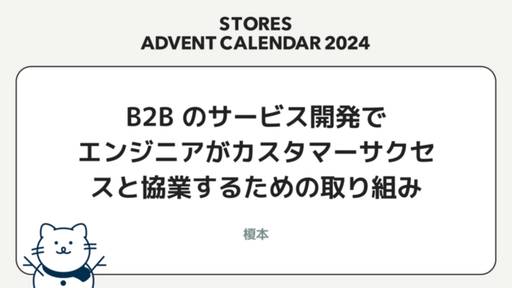 STORES
ADVENT CALENDAR 2024
B2B のサービス開発で
エンジニアがカスタマーサクセ
スと協業するための取り組み
榎本